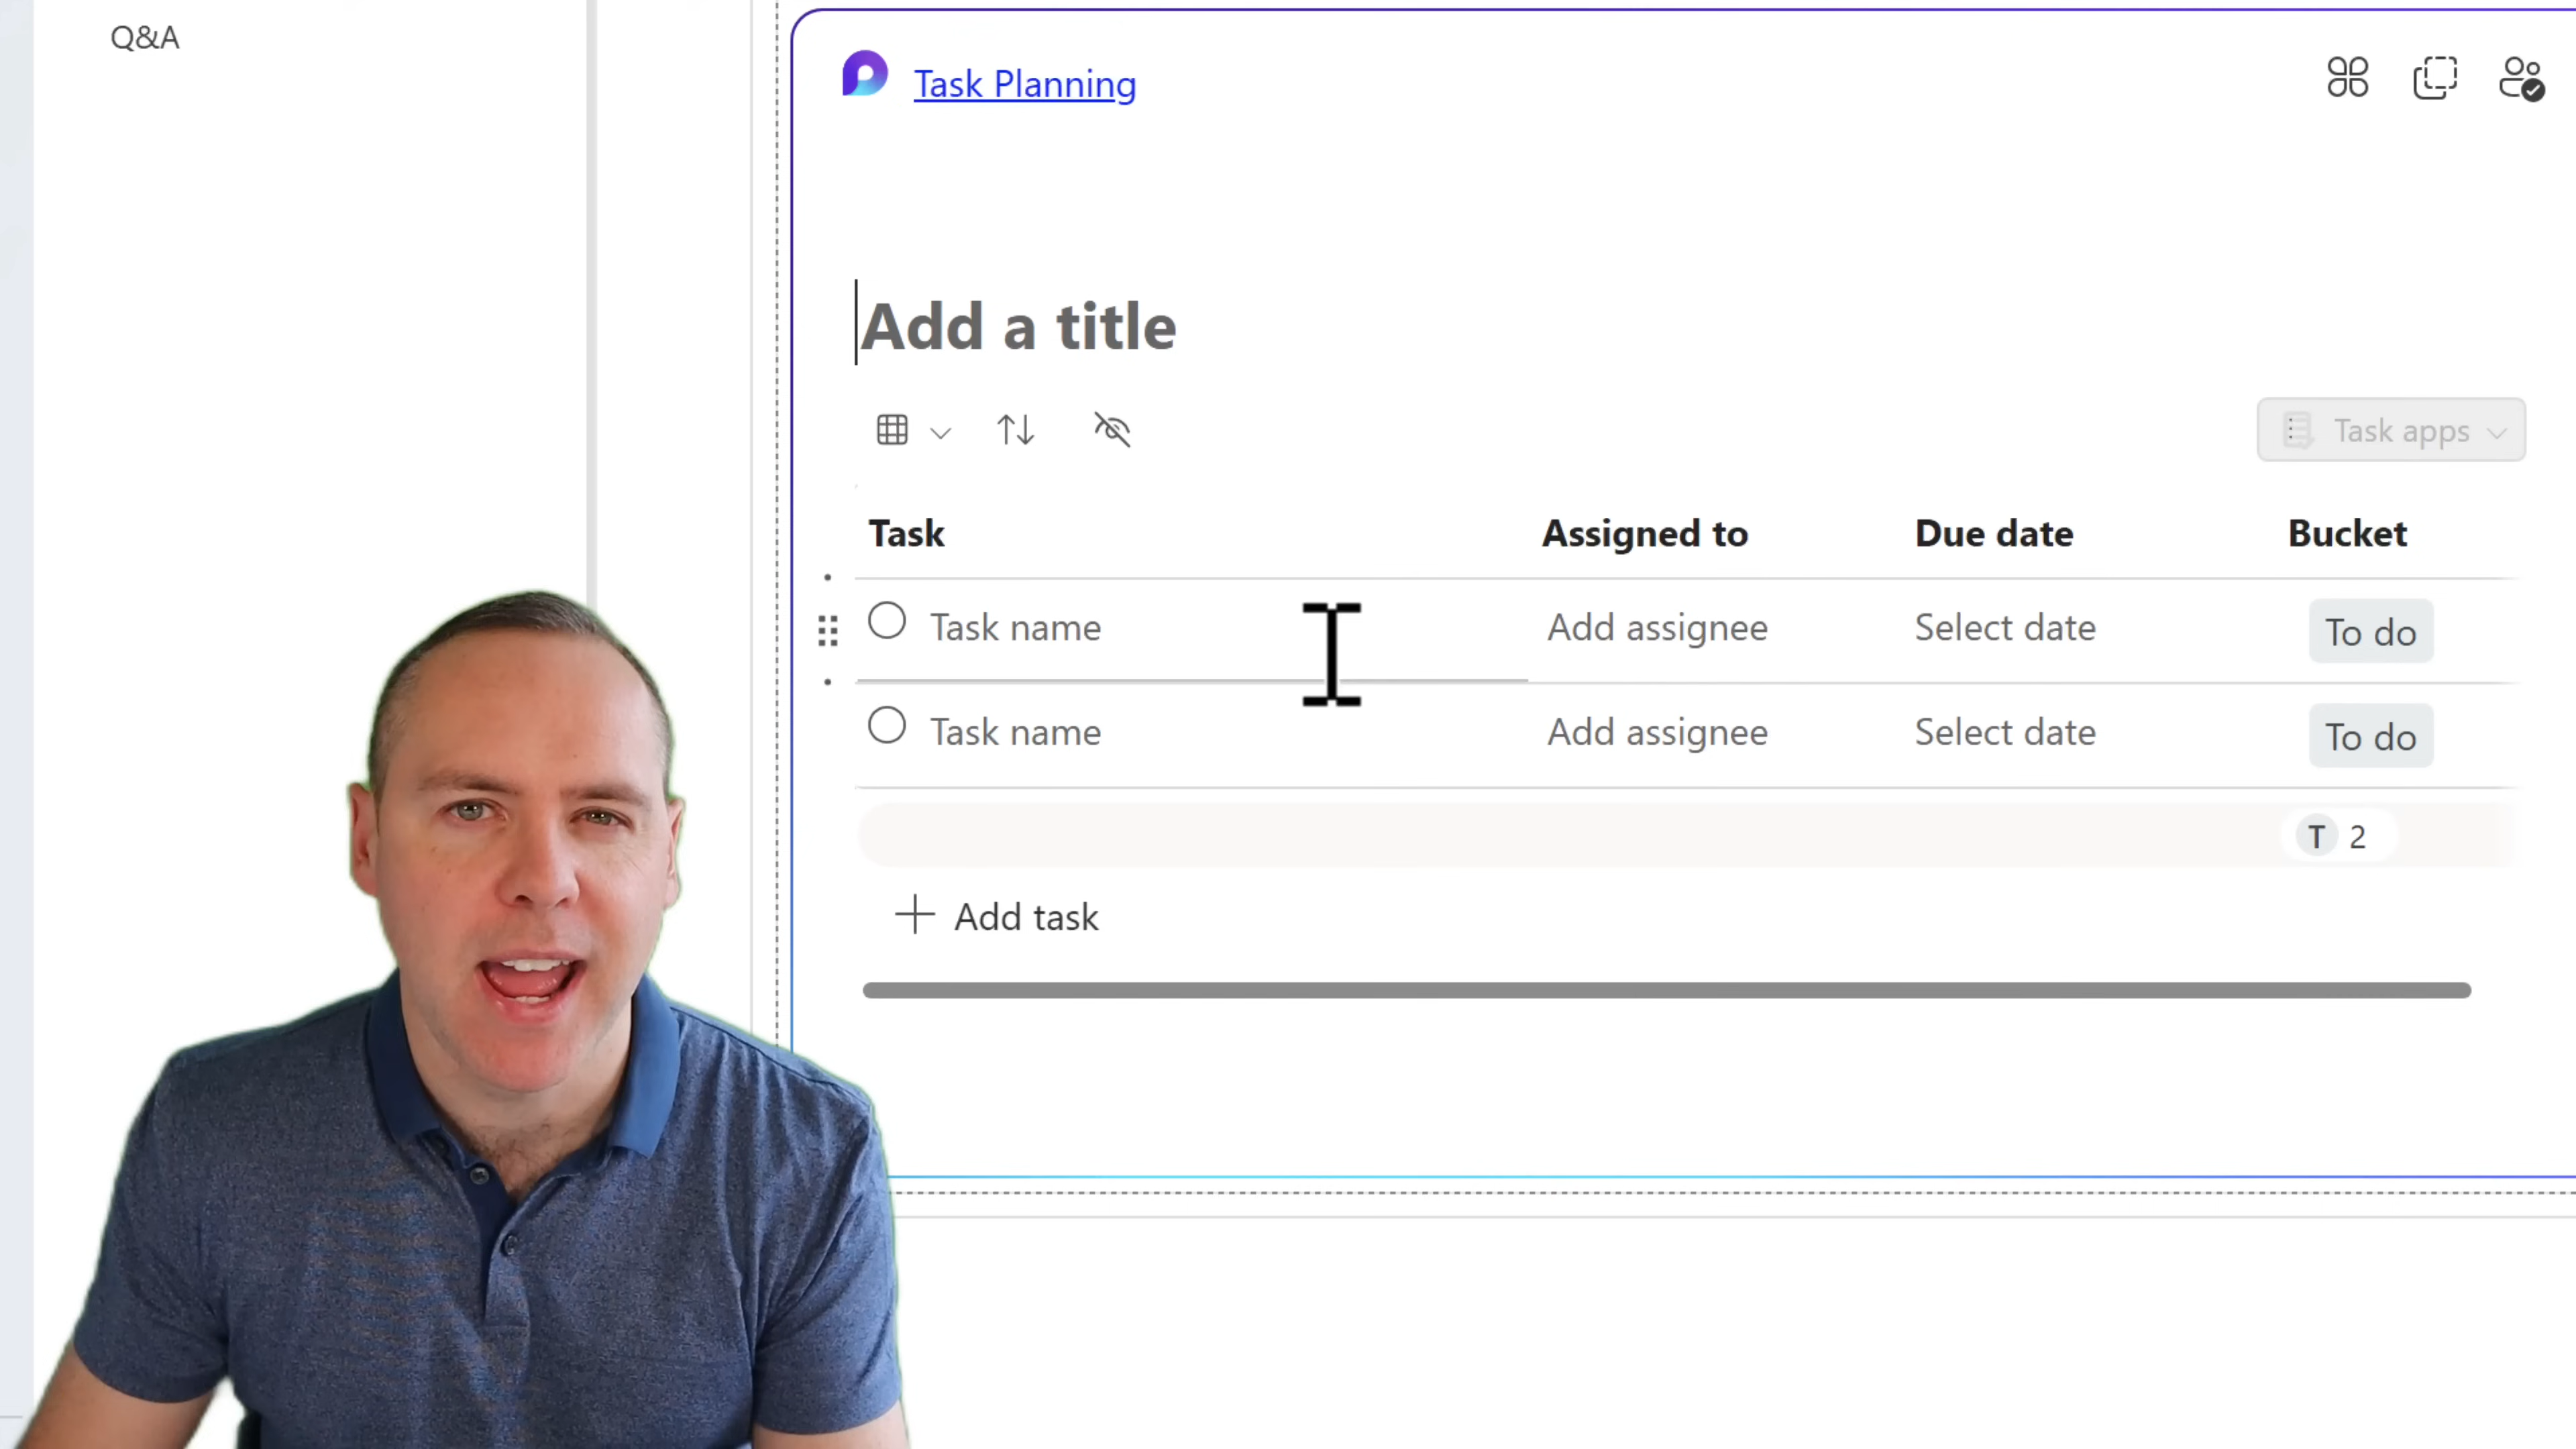 Q&A
Task Planning
Add a title
Task apps
Task Assigned to Due date Bucket
Task name Add assignee Select date To do
Task name Add assignee Select date To do
T 2
Add task